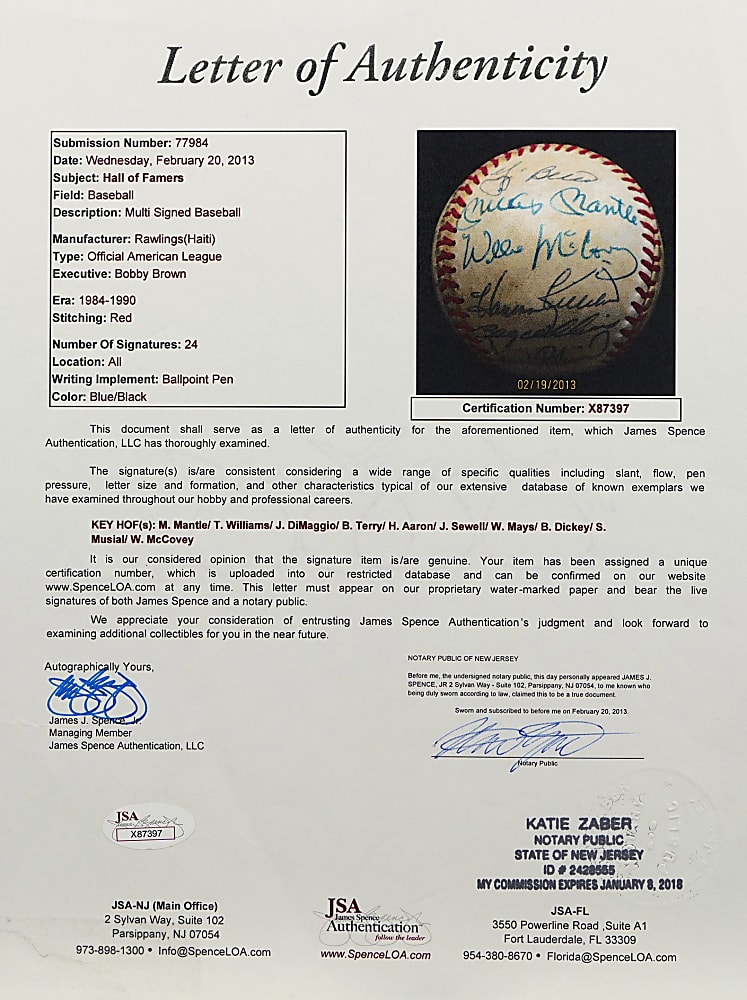 Letter of Authenticity
Submission Number: 77984
Date: Wednesday, February 20, 2013
Subject: Hall of Famers
Field: Baseball
Description: Multi Signed Baseball
Manufacturer: Rawlings(Haiti)
Type: Official American League
Executive: Bobby Brown
Era: 1984-1990
Stitching: Red
Number Of Signatures: 24
Location: All
Writing Implement: Ballpoint Pen
Color: Blue/Black
Mickey Mantle
Willie McCovey
02/19/2013
Certification Number: X87397
This document shall serve as a letter of authenticity for the aforementioned item, which James Spence
Authentication, LLC has thoroughly examined.
The signature(s) is/are consistent considering a wide range of specific qualities including slant, flow, pen
pressure, letter size and formation, and other characteristics typical of our extensive database of known exemplars we
have examined throughout our hobby and professional careers.
KEY HOF(s): M. Mantle/ T. Williams/ J. DiMaggio/ B. Terry/ H. Aaron/ J. Sewell/ W. Mays/ B. Dickey/ S.
Musial/ W. McCovey
It is our considered opinion that the signature item is/are genuine. Your item has been assigned a unique
certification number, which is uploaded into our restricted database and can be confirmed on our website
www.SpenceLOA.com at any time. This letter must appear on our proprietary water-marked paper and bear the live
signatures of both James Spence and a notary public.
We appreciate your consideration of entrusting James Spence Authentication's judgment and look forward to
examining additional collectibles for you in the near future.
Autographically Yours,
James J. Spence, Jr.
Managing Member
James Spence Authentication, LLC
NOTARY PUBLIC OF NEW JERSEY
Before me, the undersigned notary public, this day personally appeared JAMES J.
SPENCE, JR 2 Sylvan Way - Suite 102, Parsippany, NJ 07054, to me known who
being duly sworn according to law, claimed this to be a true document.
Sworn and subscribed to before me on February 20, 2013.
Notary Public
JSA
X87397
KATIE ZABER
NOTARY PUBLIC
STATE OF NEW JERSEY
ID # 2428555
MY COMMISSION EXPIRES JANUARY 8, 2018
JSA-NJ (Main Office)
2 Sylvan Way, Suite 102
Parsippany, NJ 07054
973-898-1300 • Info@SpenceLOA.com
JSA
James Spence
Authentication
follow the leader
www.SpenceLOA.com
JSA-FL
3550 Powerline Road ,Suite A1
Fort Lauderdale, FL 33309
954-380-8670 • Florida@SpenceLOA.com